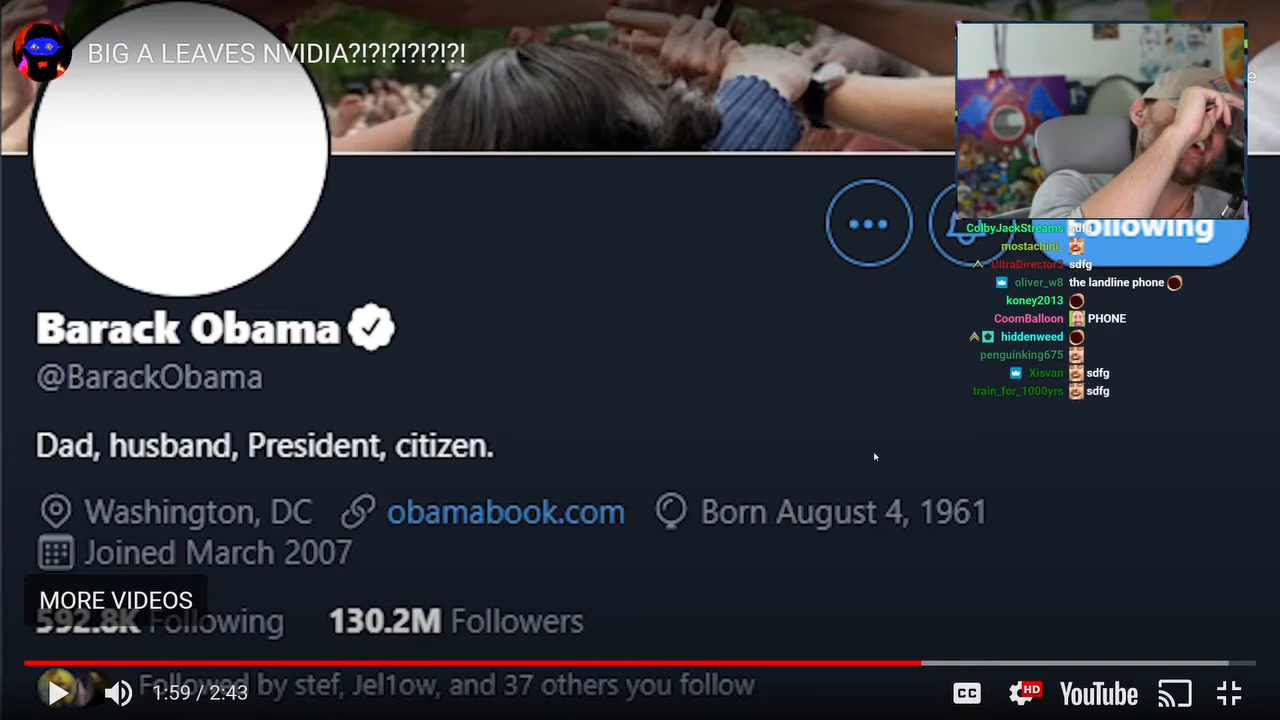 BIG A LEAVES NVIDIA?!?!?!?!?!?!
Following
ColbyJackStreams sdfg
mostachini_
UltraDirector3 sdfg
oliver_w8 the landline phone
koney2013
CoomBalloon PHONE
hiddenweed
penguinking675
Xisvan sdfg
train_for_1000yrs sdfg
Barack Obama
@BarackObama
Dad, husband, President, citizen.
Washington, DC obamabook.com Born August 4, 1961
Joined March 2007
MORE VIDEOS
592.8K Following 130.2M Followers
Followed by stef, Jel1ow, and 37 others you follow
1:59 / 2:43 CC HD YouTube